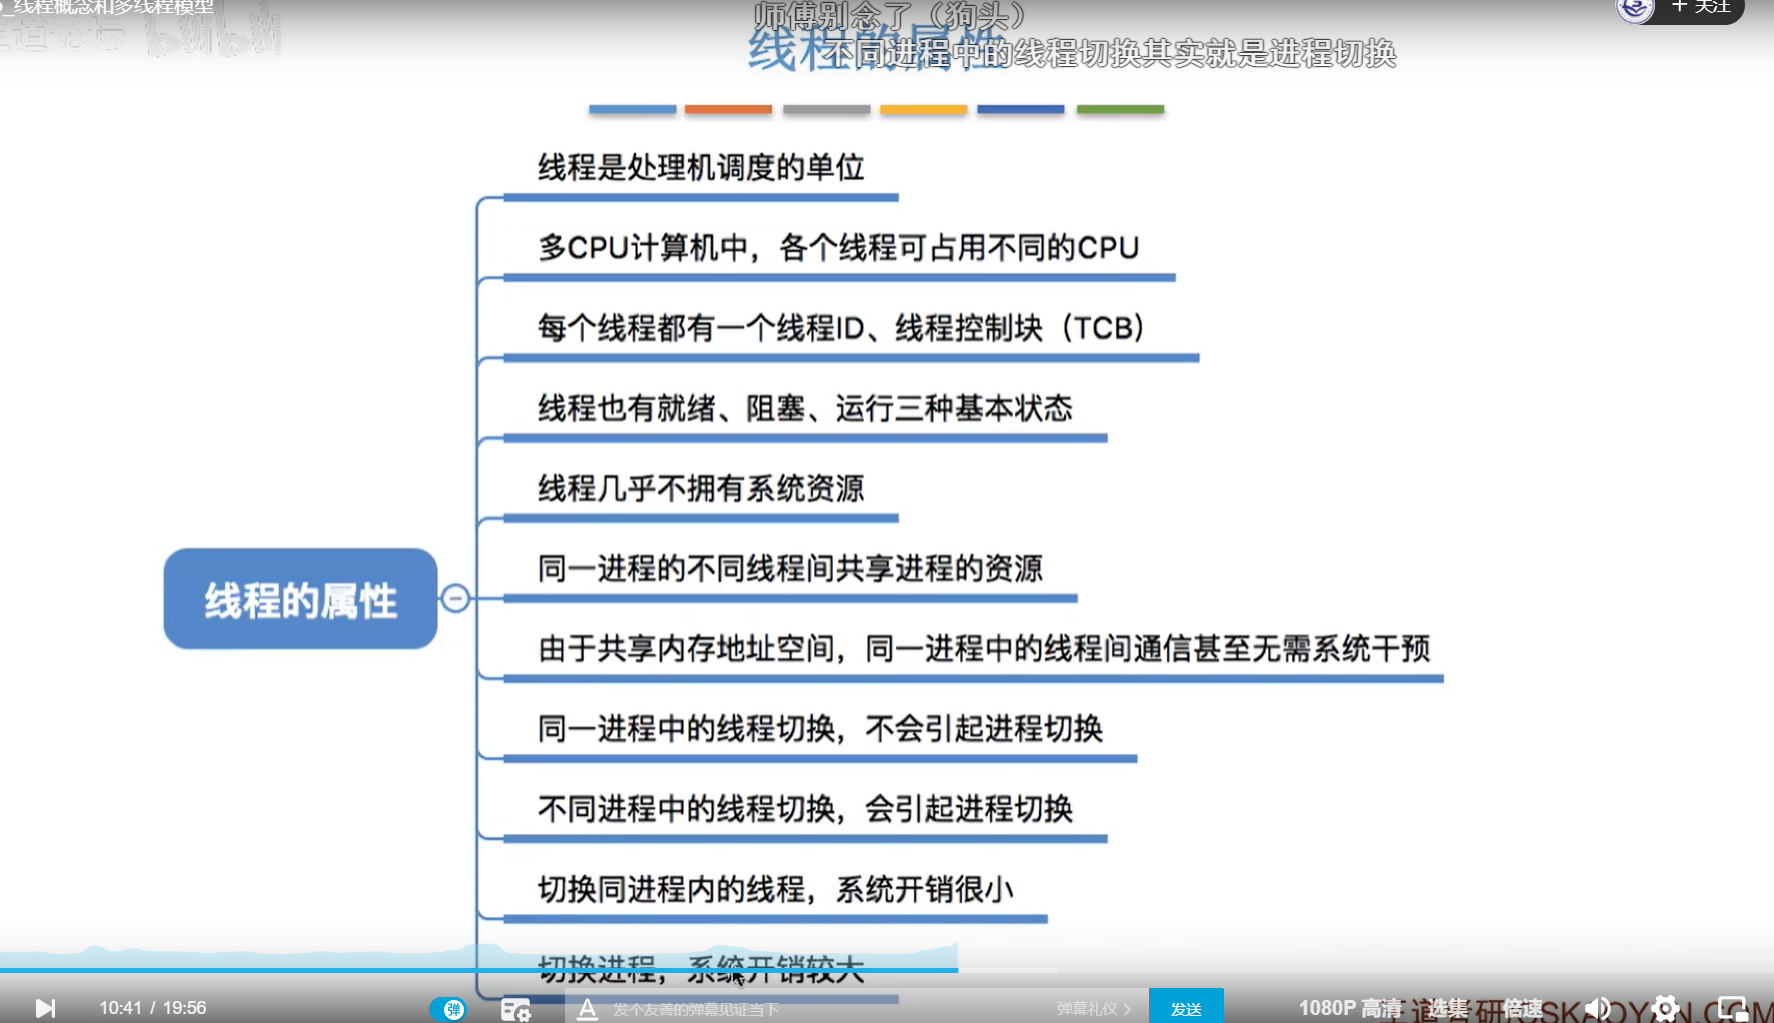 _线程概念和多线程模型
+ 关注
王道论坛 bilibili
师傅别念了（狗头）
线程的属性
不同进程中的线程切换其实就是进程切换
线程是处理机调度的单位
多CPU计算机中，各个线程可占用不同的CPU
每个线程都有一个线程ID、线程控制块（TCB）
线程也有就绪、阻塞、运行三种基本状态
线程几乎不拥有系统资源
同一进程的不同线程间共享进程的资源
线程的属性
由于共享内存地址空间，同一进程中的线程间通信甚至无需系统干预
同一进程中的线程切换，不会引起进程切换
不同进程中的线程切换，会引起进程切换
切换同进程内的线程，系统开销很小
切换进程，系统开销较大
10:41 / 19:56
弹
A 发个友善的弹幕见证当下
弹幕礼仪 >
发送
1080P 高清
选集
倍速
王道考研/CSKAOYAN.COM